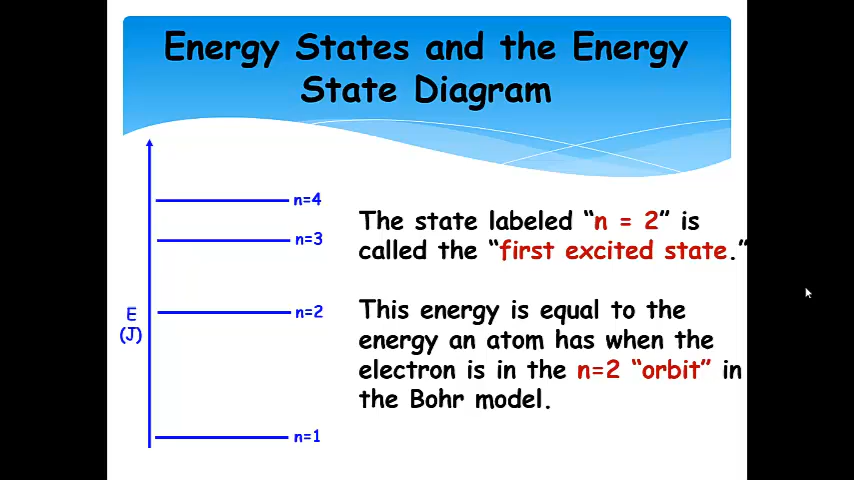 Energy States and the Energy
State Diagram
n=4
n=3
n=2
n=1
E
(J)
The state labeled “n = 2” is
called the “first excited state.”
This energy is equal to the
energy an atom has when the
electron is in the n=2 “orbit” in
the Bohr model.